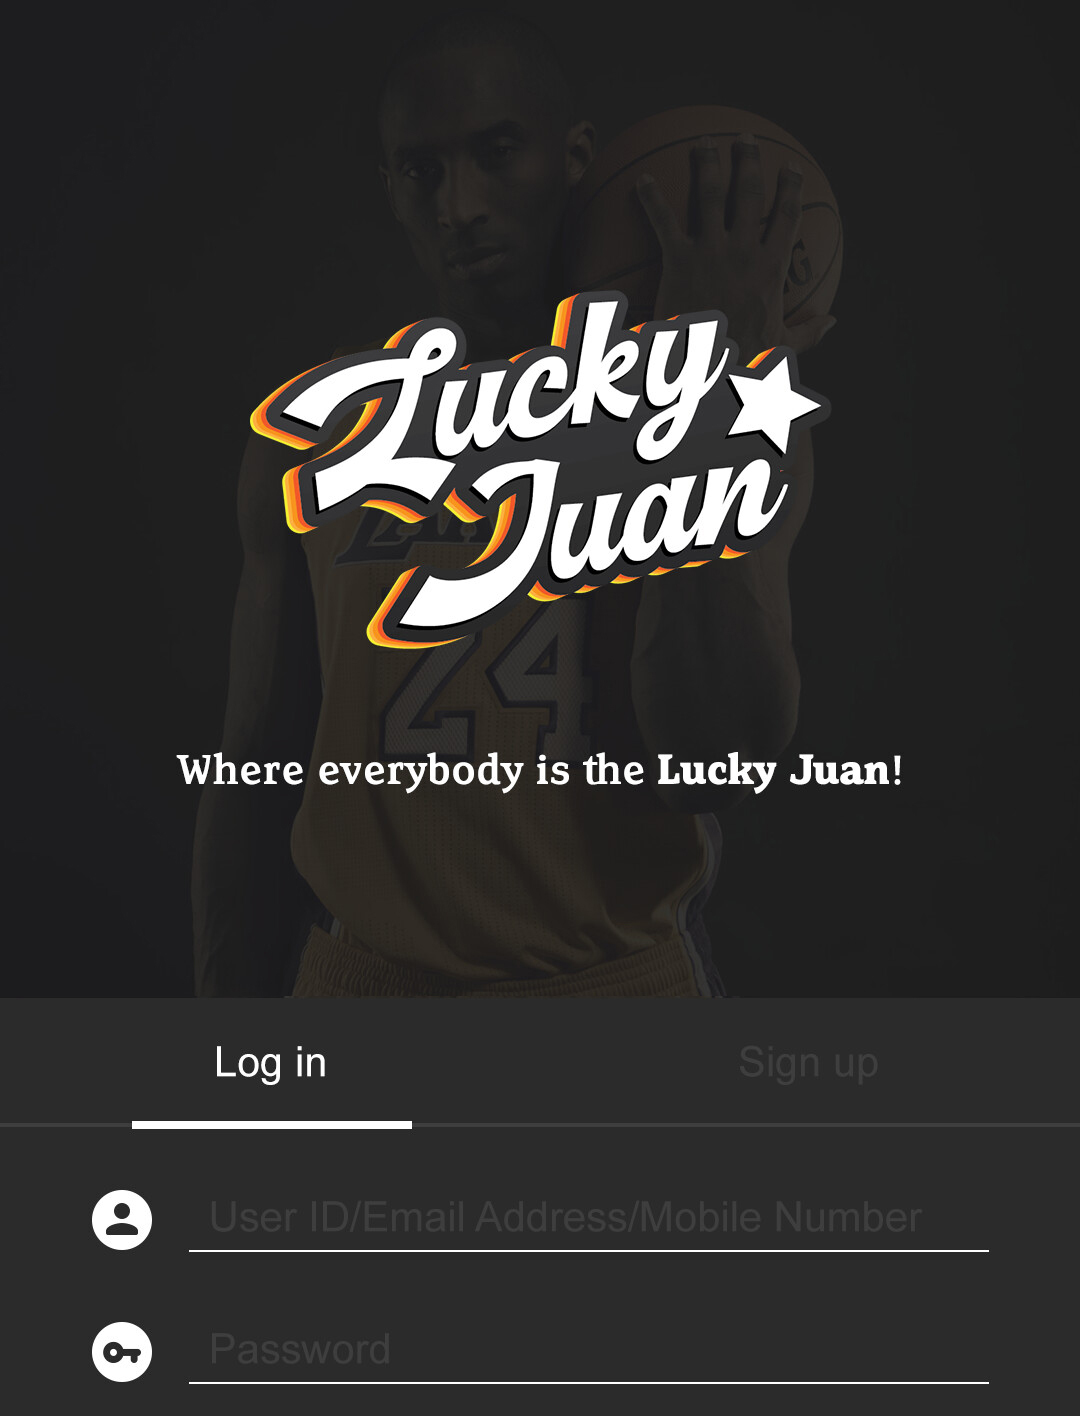 Lucky
Juan
24
Where everybody is the Lucky Juan!
Log in
Sign up
User ID/Email Address/Mobile Number
Password